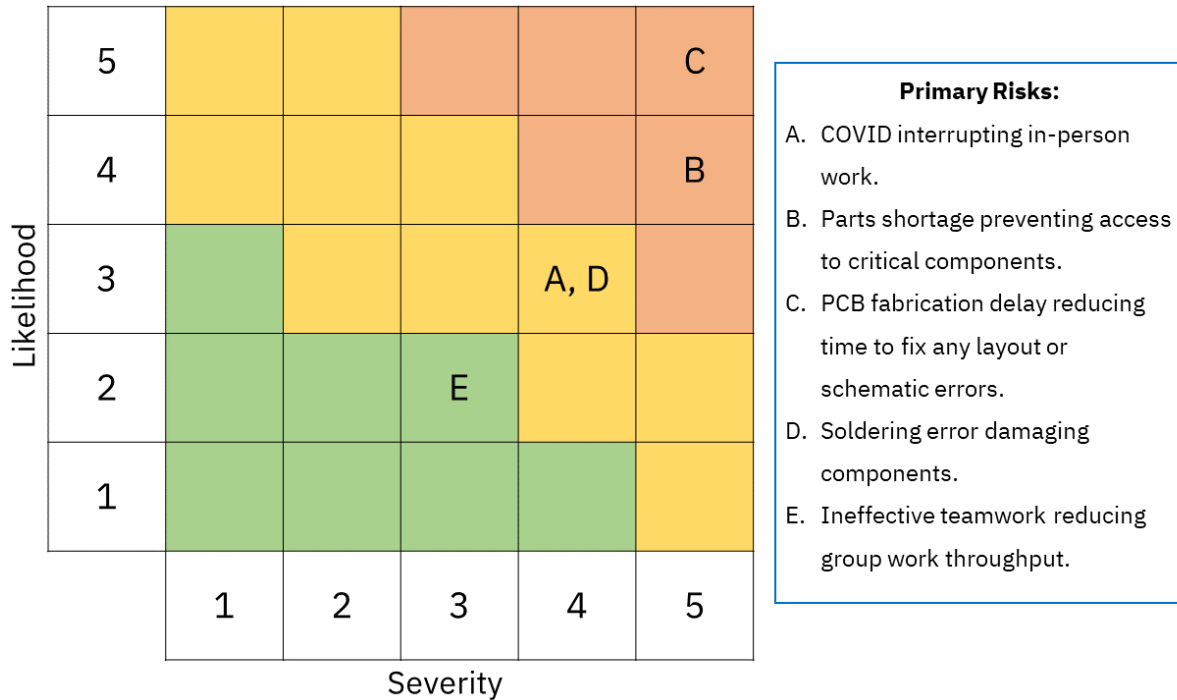 5
C
4
B
Likelihood
3
A, D
2
E
1
1 2 3 4 5
Severity
Primary Risks:
A. COVID interrupting in-person
work.
B. Parts shortage preventing access
to critical components.
C. PCB fabrication delay reducing
time to fix any layout or
schematic errors.
D. Soldering error damaging
components.
E. Ineffective teamwork reducing
group work throughput.